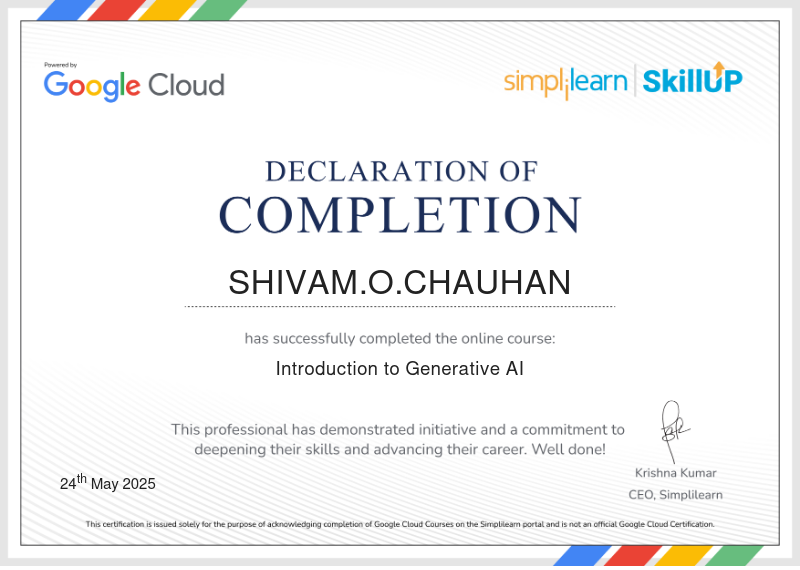 Powered by
Google Cloud
simplilearn | SkillUP
DECLARATION OF
COMPLETION
SHIVAM.O.CHAUHAN
has successfully completed the online course:
Introduction to Generative AI
This professional has demonstrated initiative and a commitment to
deepening their skills and advancing their career. Well done!
24th May 2025
Krishna Kumar
CEO, Simplilearn
This certification is issued solely for the purpose of acknowledging completion of Google Cloud Courses on the Simplilearn portal and is not an official Google Cloud Certification.